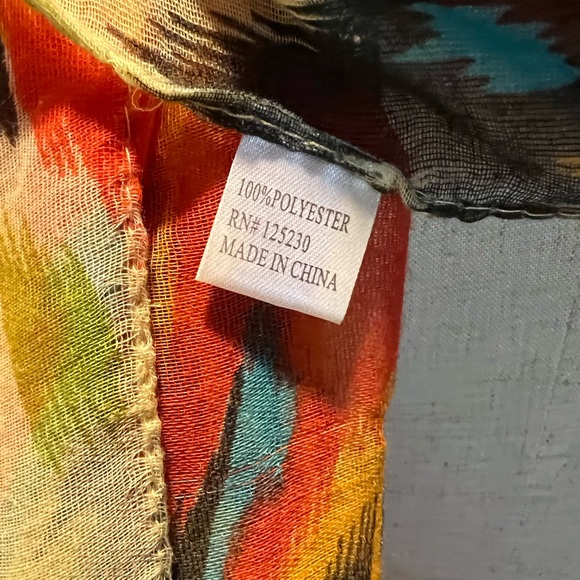 100%POLYESTER
RN# 125230
MADE IN CHINA